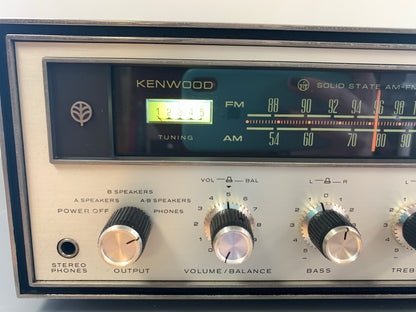 KENWOOD
SOLID STATE AM-FM
FM 88 90 92 94 96 98
TUNING
AM 54 60 70 80 90
VOL BAL
L R
L
B SPEAKERS
A SPEAKERS A-B SPEAKERS
POWER OFF PHONES
5
STEREO PHONES
OUTPUT
VOLUME/BALANCE
BASS
TREB